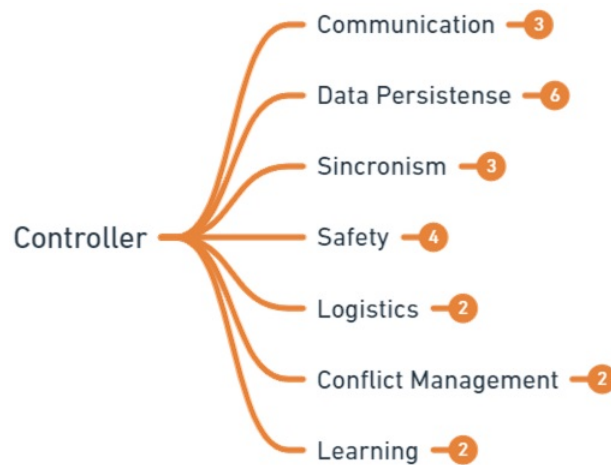 Communication 3
Data Persistense 6
Sincronism 3
Controller
Safety 4
Logistics 2
Conflict Management 2
Learning 2